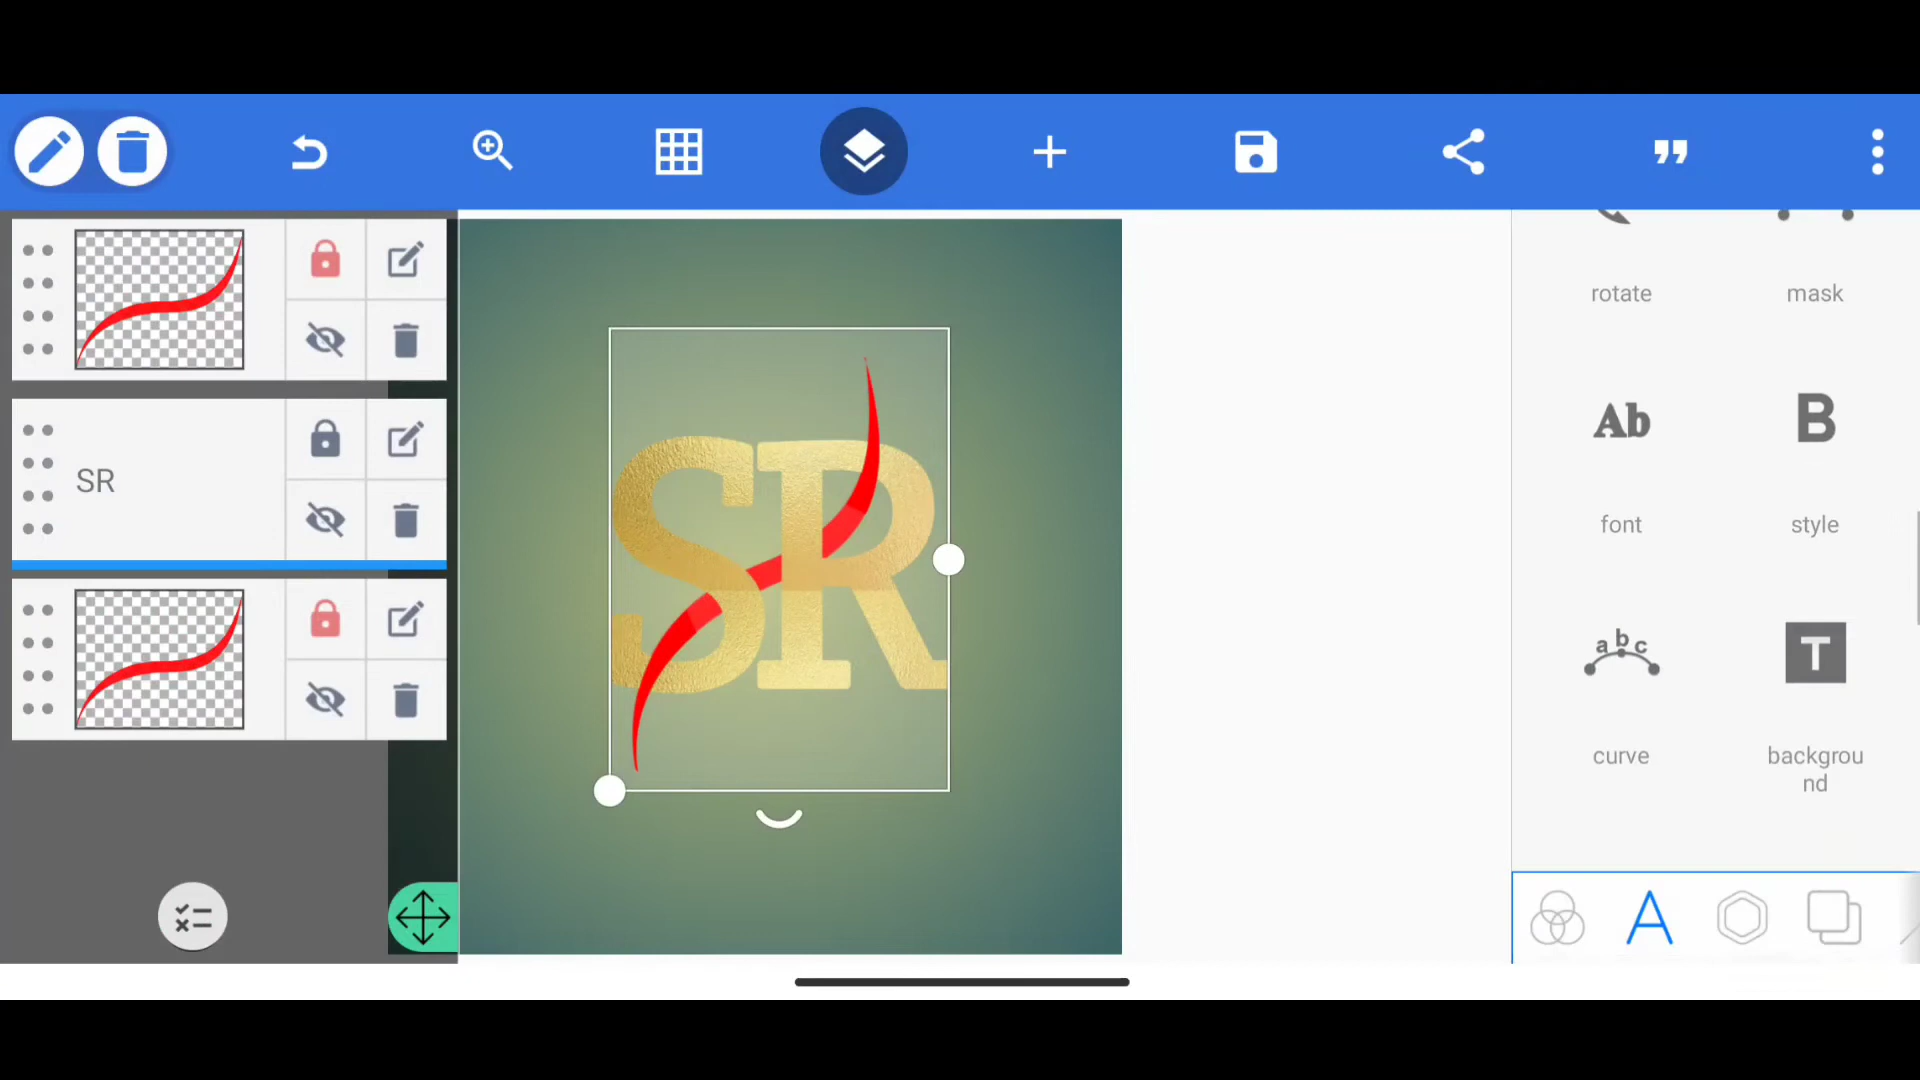 rotate
mask
SR
SR
Ab
B
font
style
abc
T
curve
backgrou
nd
A